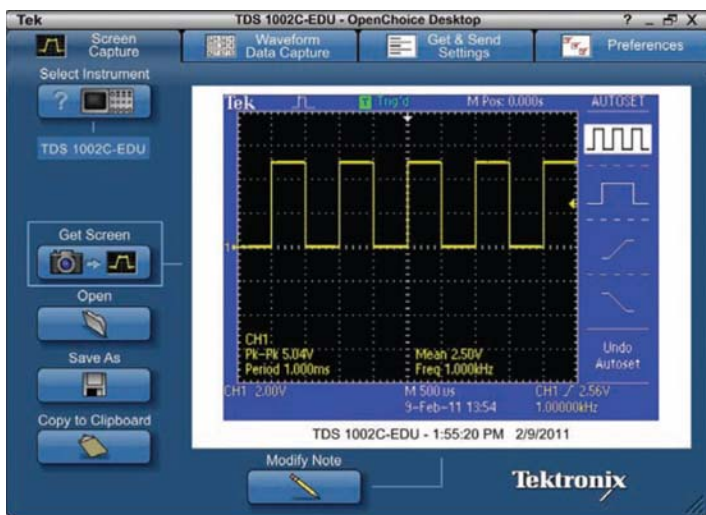 Tek
TDS 1002C-EDU - OpenChoice Desktop
? _ X
Screen Capture
Waveform Data Capture
Get & Send Settings
Preferences
Select Instrument
?
TDS 1002C-EDU
Get Screen
Open
Save As
Copy to Clipboard
Tek
T Trig'd
M Pos: 0.000s
AUTOSET
1
CH1
Pk-Pk 5.04V
Period 1.000ms
Mean 2.50V
Freq 1.000kHz
Undo
Autoset
CH1 2.00V
M 500us
CH1 / 2.56V
9-Feb-11 13:54
1.00000kHz
TDS 1002C-EDU - 1:55:20 PM 2/9/2011
Modify Note
Tektronix